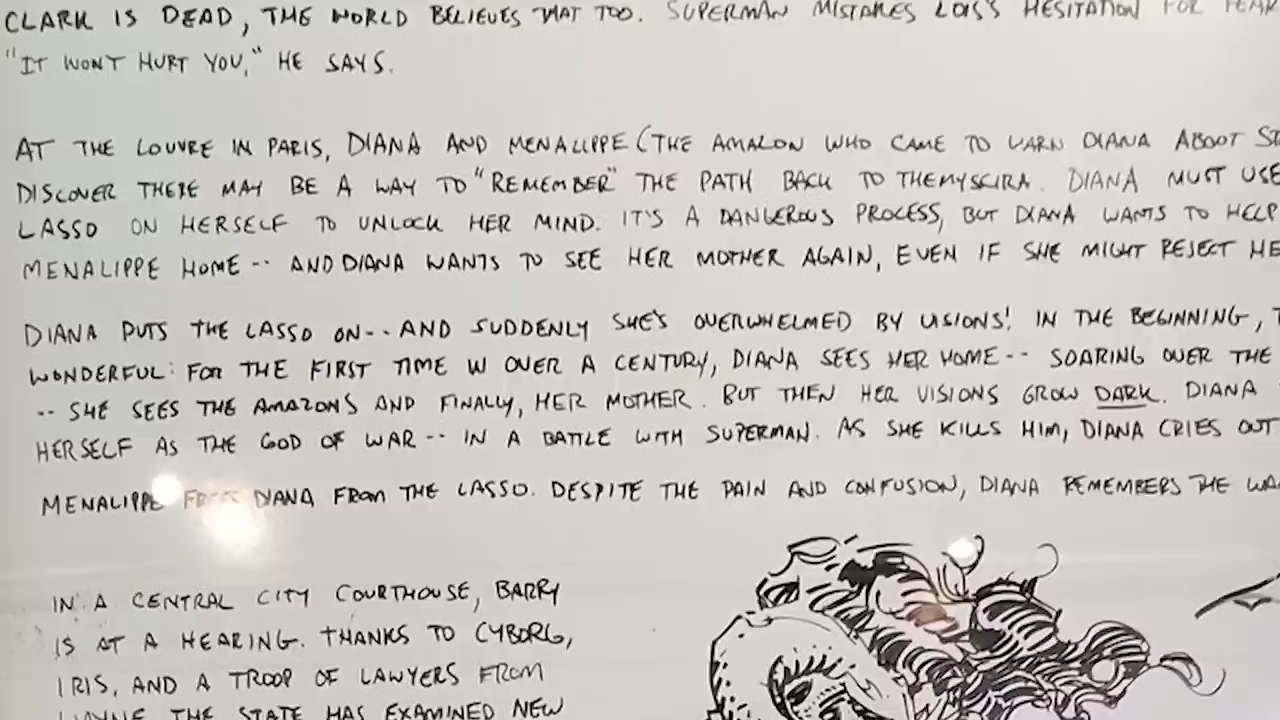 CLARK IS DEAD, THE WORLD BELIEVES THAT TOO. SUPERMAN MISTAKES LOIS'S HESITATION FOR FEAR
"IT WON'T HURT YOU," HE SAYS.
AT THE LOUVRE IN PARIS, DIANA AND MENALIPPE (THE AMAZON WHO CAME TO WARN DIANA ABOUT
DISCOVER THERE MAY BE A WAY TO "REMEMBER" THE PATH BACK TO THEMYSCIRA. DIANA MUST USE
LASSO ON HERSELF TO UNLOCK HER MIND. IT'S A DANGEROUS PROCESS, BUT DIANA WANTS TO HELP
MENALIPPE HOME -- AND DIANA WANTS TO SEE HER MOTHER AGAIN, EVEN IF SHE MIGHT REJECT
DIANA PUTS THE LASSO ON-- AND SUDDENLY SHE'S OVERWHELMED BY VISIONS! IN THE BEGINNING,
WONDERFUL: FOR THE FIRST TIME IN OVER A CENTURY, DIANA SEES HER HOME -- SOARING OVER THE
-- SHE SEES THE AMAZONS AND FINALLY, HER MOTHER. BUT THEN HER VISIONS GROW DARK. DIANA
HERSELF AS THE GOD OF WAR -- IN A BATTLE WITH SUPERMAN. AS SHE KILLS HIM, DIANA CRIES OUT
MENALIPPE FREES DIANA FROM THE LASSO. DESPITE THE PAIN AND CONFUSION, DIANA REMEMBERS THE
IN A CENTRAL CITY COURTHOUSE, BARRY
IS AT A HEARING. THANKS TO CYBORG,
IRIS, AND A TROOP OF LAWYERS FROM
WAYNE, THE STATE HAS EXAMINED NEW